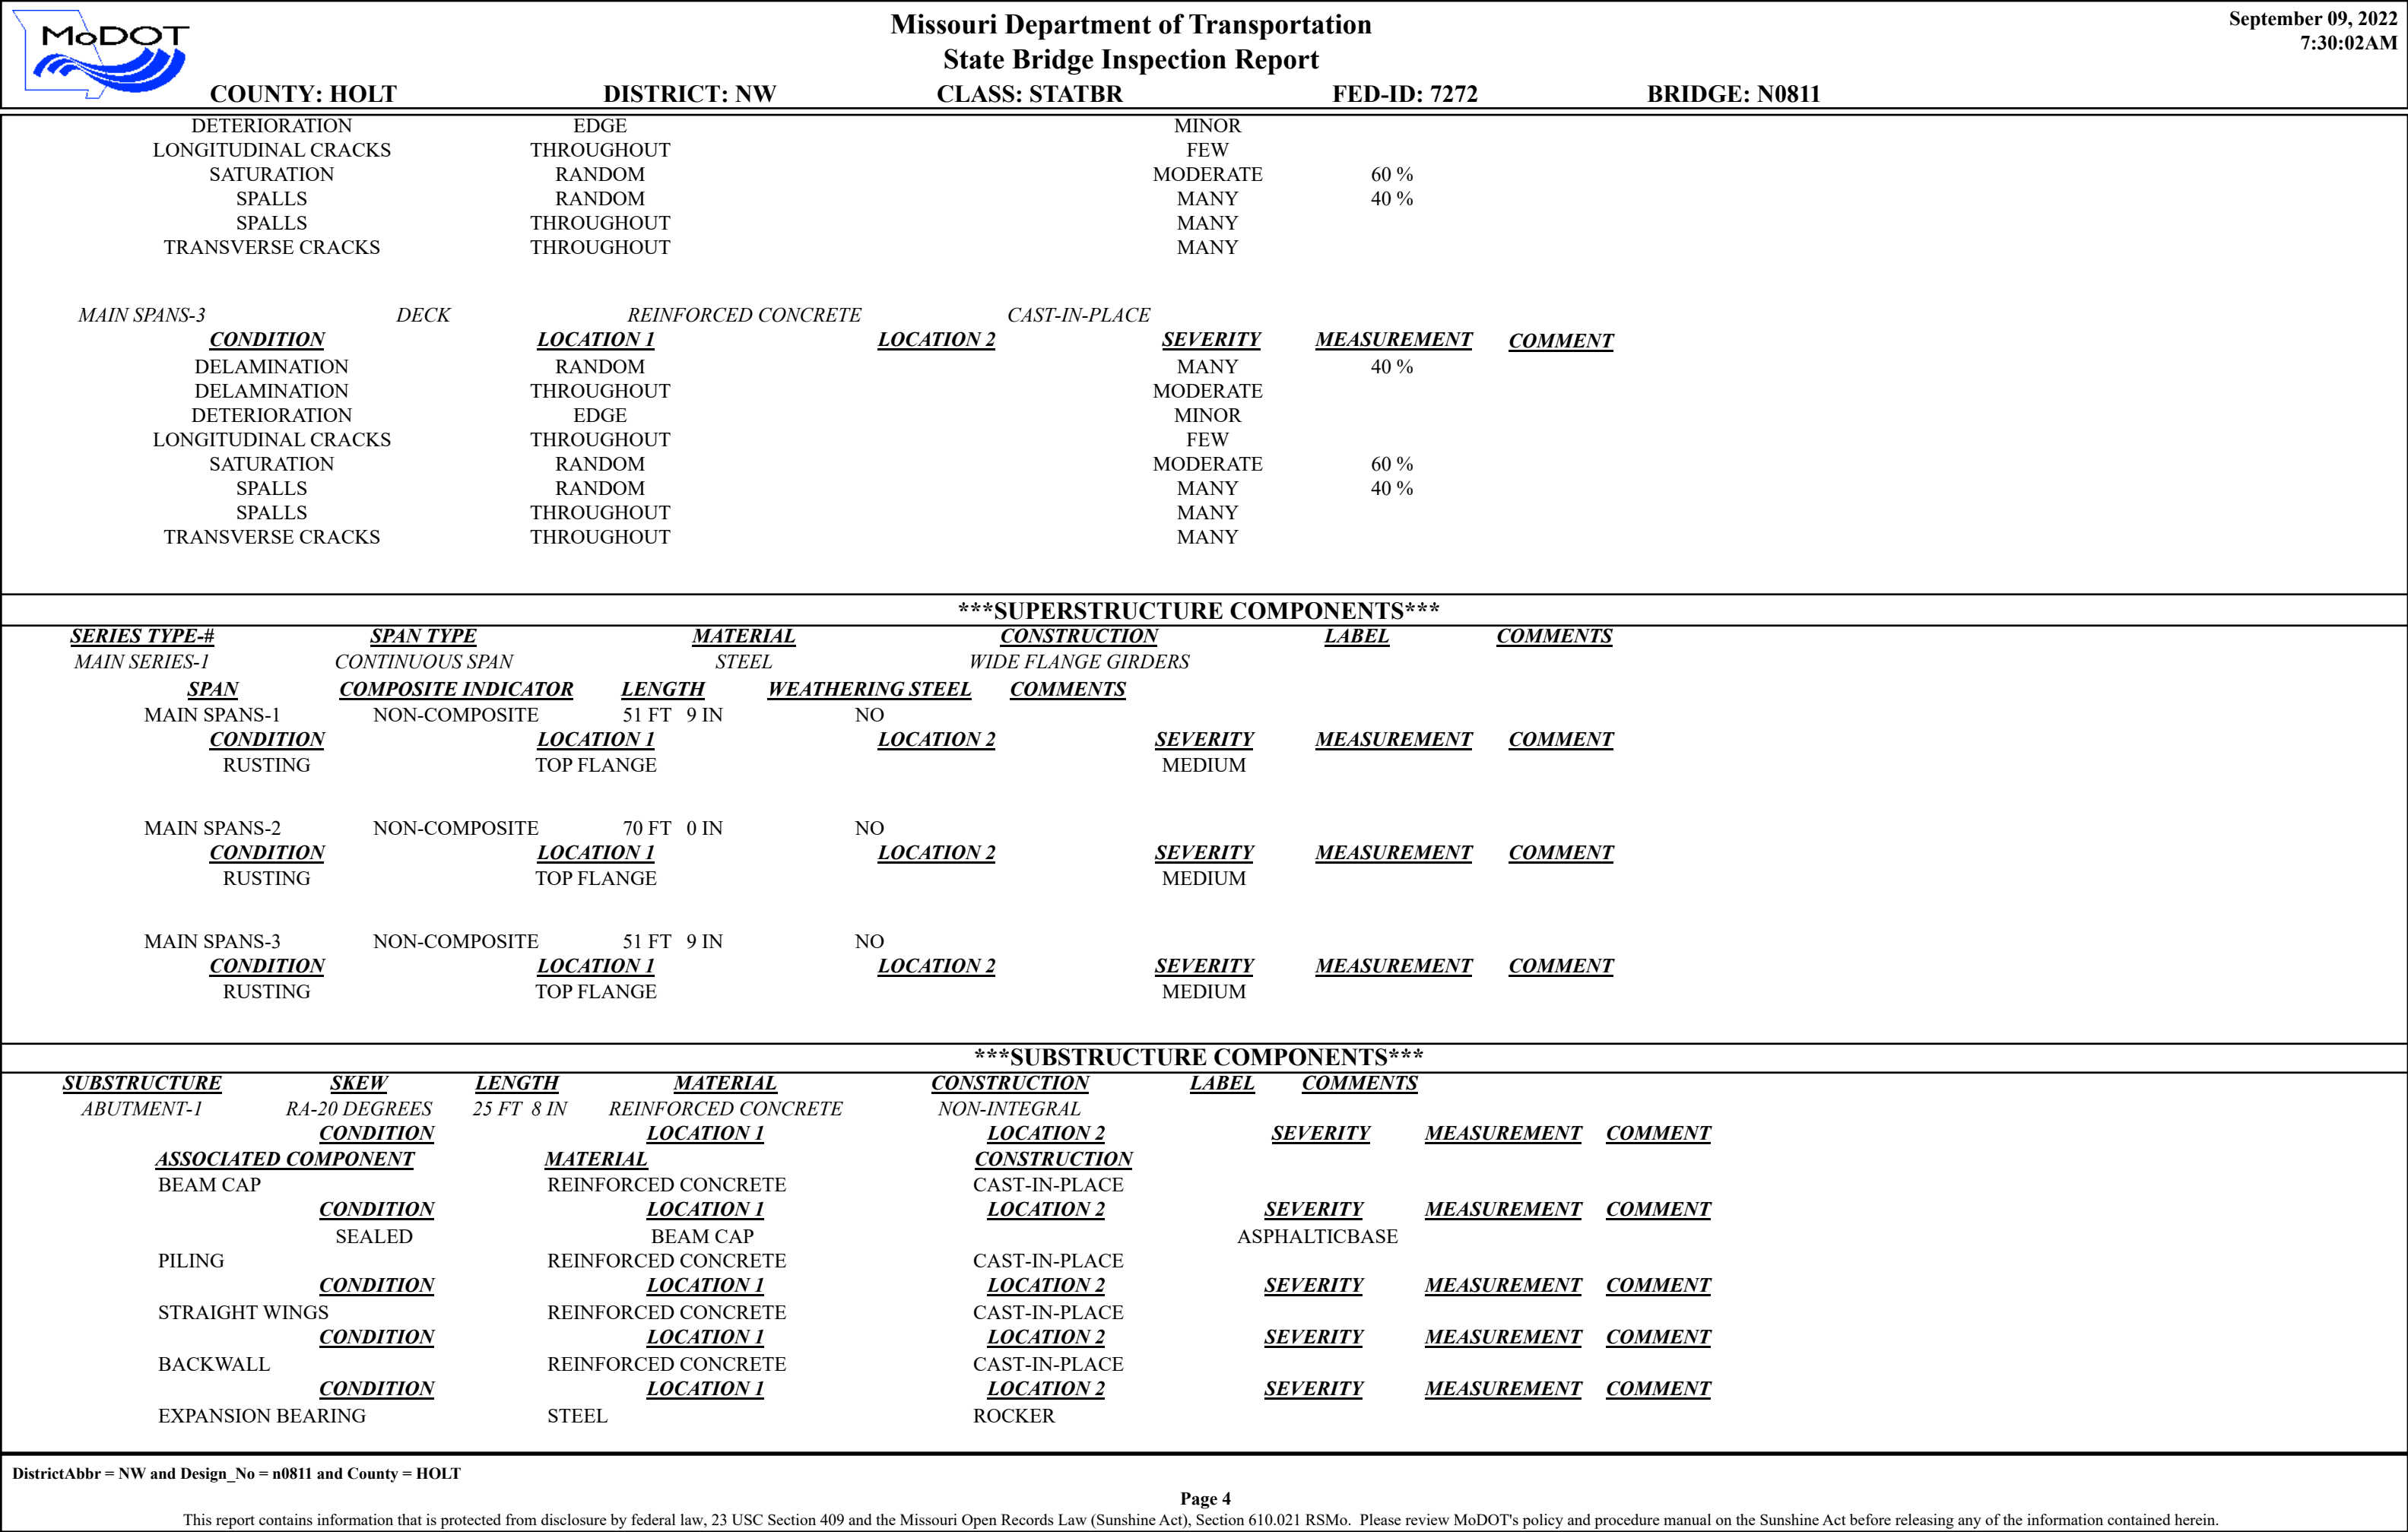 MoDOT
Missouri Department of Transportation
State Bridge Inspection Report
September 09, 2022
7:30:02AM
COUNTY: HOLT DISTRICT: NW CLASS: STATBR FED-ID: 7272 BRIDGE: N0811
DETERIORATION EDGE MINOR
LONGITUDINAL CRACKS THROUGHOUT FEW
SATURATION RANDOM MODERATE 60 %
SPALLS RANDOM MANY 40 %
SPALLS THROUGHOUT MANY
TRANSVERSE CRACKS THROUGHOUT MANY
MAIN SPANS-3 DECK REINFORCED CONCRETE CAST-IN-PLACE
CONDITION LOCATION 1 LOCATION 2 SEVERITY MEASUREMENT COMMENT
DELAMINATION RANDOM MANY 40 %
DELAMINATION THROUGHOUT MODERATE
DETERIORATION EDGE MINOR
LONGITUDINAL CRACKS THROUGHOUT FEW
SATURATION RANDOM MODERATE 60 %
SPALLS RANDOM MANY 40 %
SPALLS THROUGHOUT MANY
TRANSVERSE CRACKS THROUGHOUT MANY
***SUPERSTRUCTURE COMPONENTS***
SERIES TYPE-# SPAN TYPE MATERIAL CONSTRUCTION LABEL COMMENTS
MAIN SERIES-1 CONTINUOUS SPAN STEEL WIDE FLANGE GIRDERS
SPAN COMPOSITE INDICATOR LENGTH WEATHERING STEEL COMMENTS
MAIN SPANS-1 NON-COMPOSITE 51 FT 9 IN NO
CONDITION LOCATION 1 LOCATION 2 SEVERITY MEASUREMENT COMMENT
RUSTING TOP FLANGE MEDIUM
MAIN SPANS-2 NON-COMPOSITE 70 FT 0 IN NO
CONDITION LOCATION 1 LOCATION 2 SEVERITY MEASUREMENT COMMENT
RUSTING TOP FLANGE MEDIUM
MAIN SPANS-3 NON-COMPOSITE 51 FT 9 IN NO
CONDITION LOCATION 1 LOCATION 2 SEVERITY MEASUREMENT COMMENT
RUSTING TOP FLANGE MEDIUM
***SUBSTRUCTURE COMPONENTS***
SUBSTRUCTURE SKEW LENGTH MATERIAL CONSTRUCTION LABEL COMMENTS
ABUTMENT-1 RA-20 DEGREES 25 FT 8 IN REINFORCED CONCRETE NON-INTEGRAL
CONDITION LOCATION 1 LOCATION 2 SEVERITY MEASUREMENT COMMENT
ASSOCIATED COMPONENT MATERIAL CONSTRUCTION
BEAM CAP REINFORCED CONCRETE CAST-IN-PLACE
CONDITION LOCATION 1 LOCATION 2 SEVERITY MEASUREMENT COMMENT
SEALED BEAM CAP ASPHALTICBASE
PILING REINFORCED CONCRETE CAST-IN-PLACE
CONDITION LOCATION 1 LOCATION 2 SEVERITY MEASUREMENT COMMENT
STRAIGHT WINGS REINFORCED CONCRETE CAST-IN-PLACE
CONDITION LOCATION 1 LOCATION 2 SEVERITY MEASUREMENT COMMENT
BACKWALL REINFORCED CONCRETE CAST-IN-PLACE
CONDITION LOCATION 1 LOCATION 2 SEVERITY MEASUREMENT COMMENT
EXPANSION BEARING STEEL ROCKER
DistrictAbbr = NW and Design_No = n0811 and County = HOLT
Page 4
This report contains information that is protected from disclosure by federal law, 23 USC Section 409 and the Missouri Open Records Law (Sunshine Act), Section 610.021 RSMo. Please review MoDOT's policy and procedure manual on the Sunshine Act before releasing any of the information contained herein.